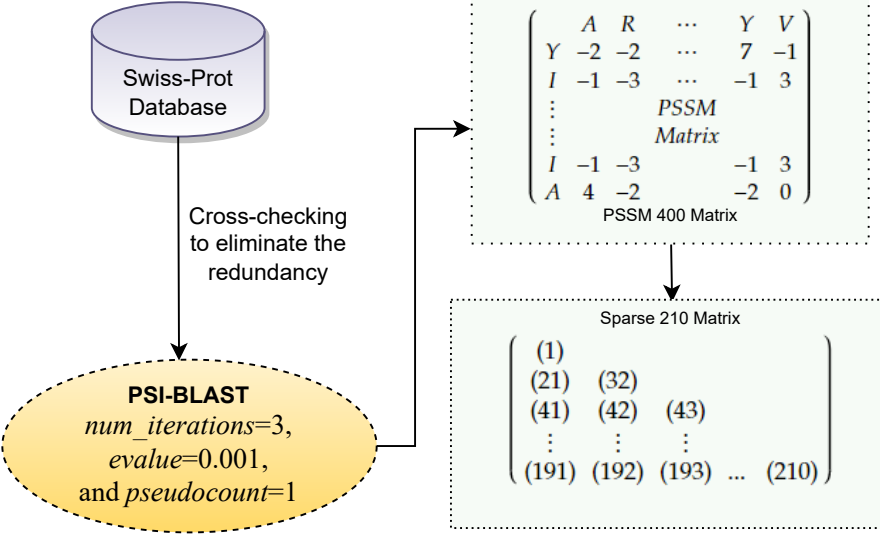 Swiss-Prot
Database
Cross-checking
to eliminate the
redundancy
PSI-BLAST
num_iterations=3,
evalue=0.001,
and pseudocount=1
A R ⋯ Y V
Y −2 −2 ⋯ 7 −1
I −1 −3 ⋯ −1 3
⋮ PSSM
⋮ Matrix
I −1 −3 −1 3
A 4 −2 −2 0
PSSM 400 Matrix
Sparse 210 Matrix
(1)
(21) (32)
(41) (42) (43)
⋮ ⋮ ⋮
(191) (192) (193) ... (210)